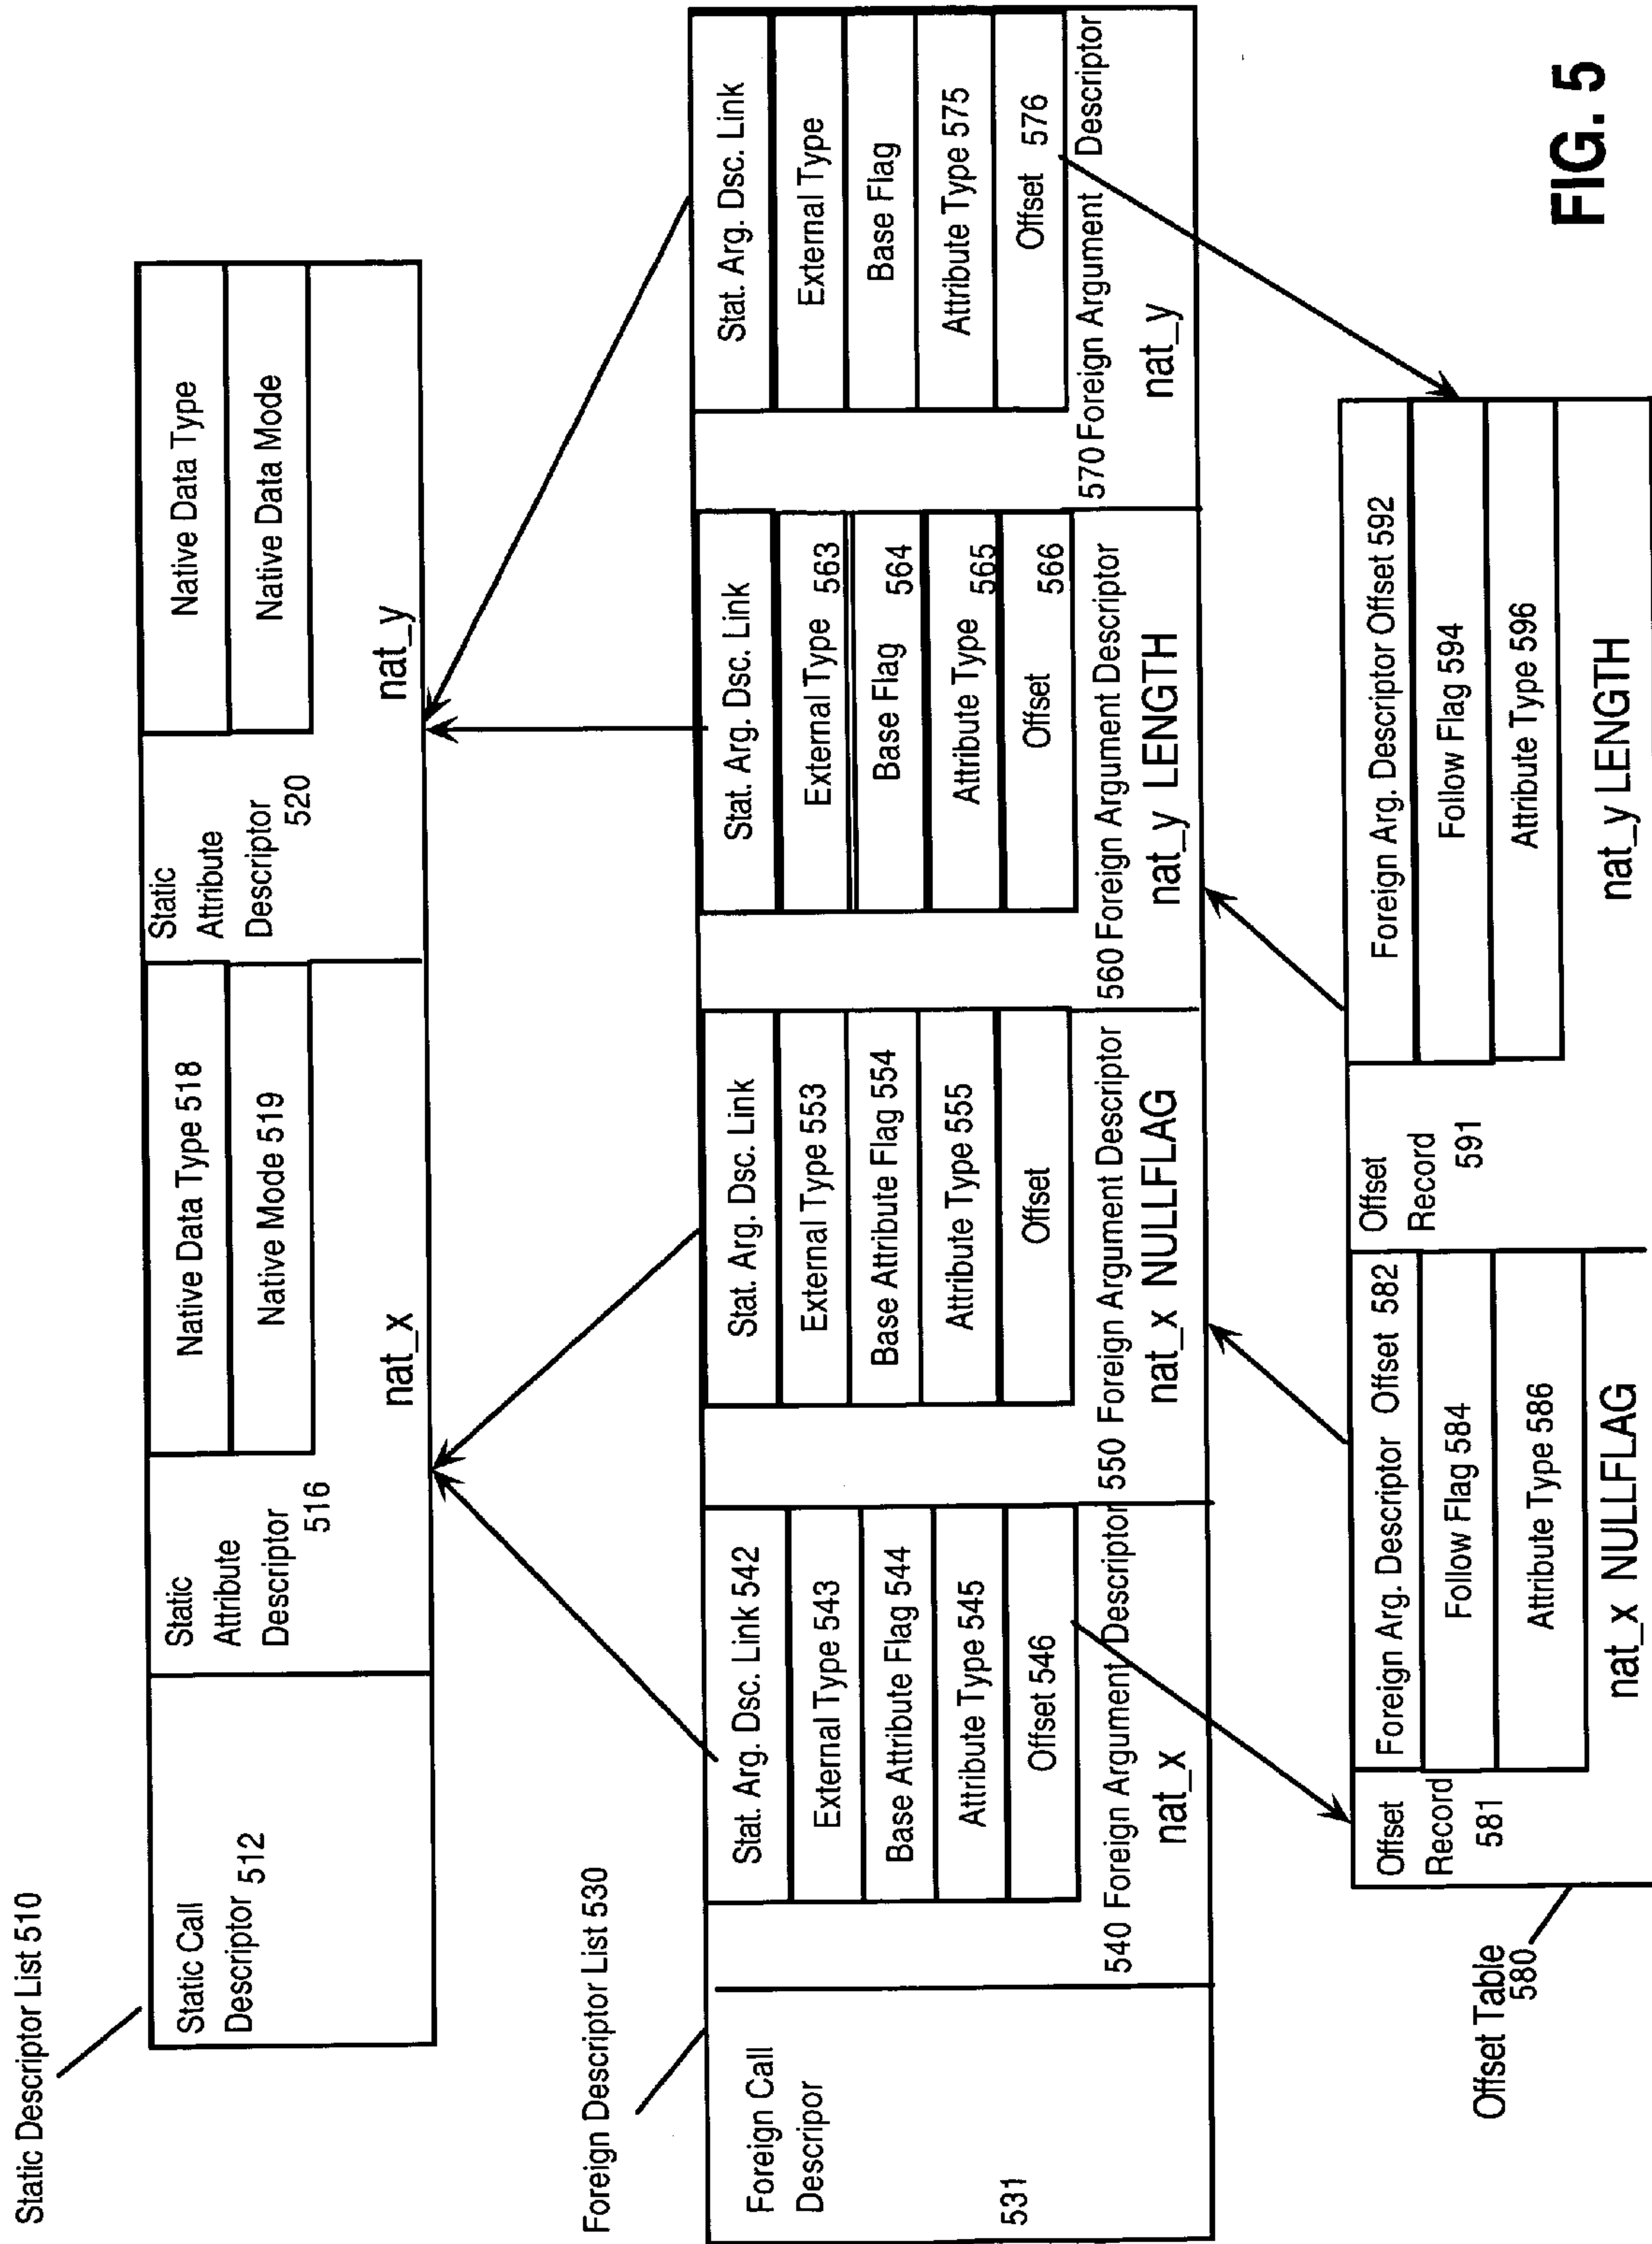 Static Descriptor List 510
Static Call
Descriptor 512
Static
Attribute
Descriptor
516
Native Data Type 518
Native Mode 519
nat_x
Static
Attribute
Descriptor
520
Native Data Type
Native Data Mode
nat_y
Foreign Descriptor List 530
Foreign Call
Descripor
531
Stat. Arg. Dsc. Link 542
External Type 543
Base Attribute Flag 544
Attribute Type 545
Offset 546
540 Foreign Argument Descriptor
nat_x
Stat. Arg. Dsc. Link
External Type 553
Base Attribute Flag 554
Attribute Type 555
Offset
550 Foreign Argument Descriptor
nat_x NULLFLAG
Stat. Arg. Dsc. Link
External Type 563
Base Flag 564
Attribute Type 565
Offset 566
560 Foreign Argument Descriptor
nat_y LENGTH
Stat. Arg. Dsc. Link
External Type
Base Flag
Attribute Type 575
Offset 576
570 Foreign Argument Descriptor
nat_y
Offset Table
580
Offset
Record
581
Foreign Arg. Descriptor Offset 582
Follow Flag 584
Attribute Type 586
nat_x NULLFLAG
Offset
Record
591
Foreign Arg. Descriptor Offset 592
Follow Flag 594
Attribute Type 596
nat_y LENGTH
FIG. 5